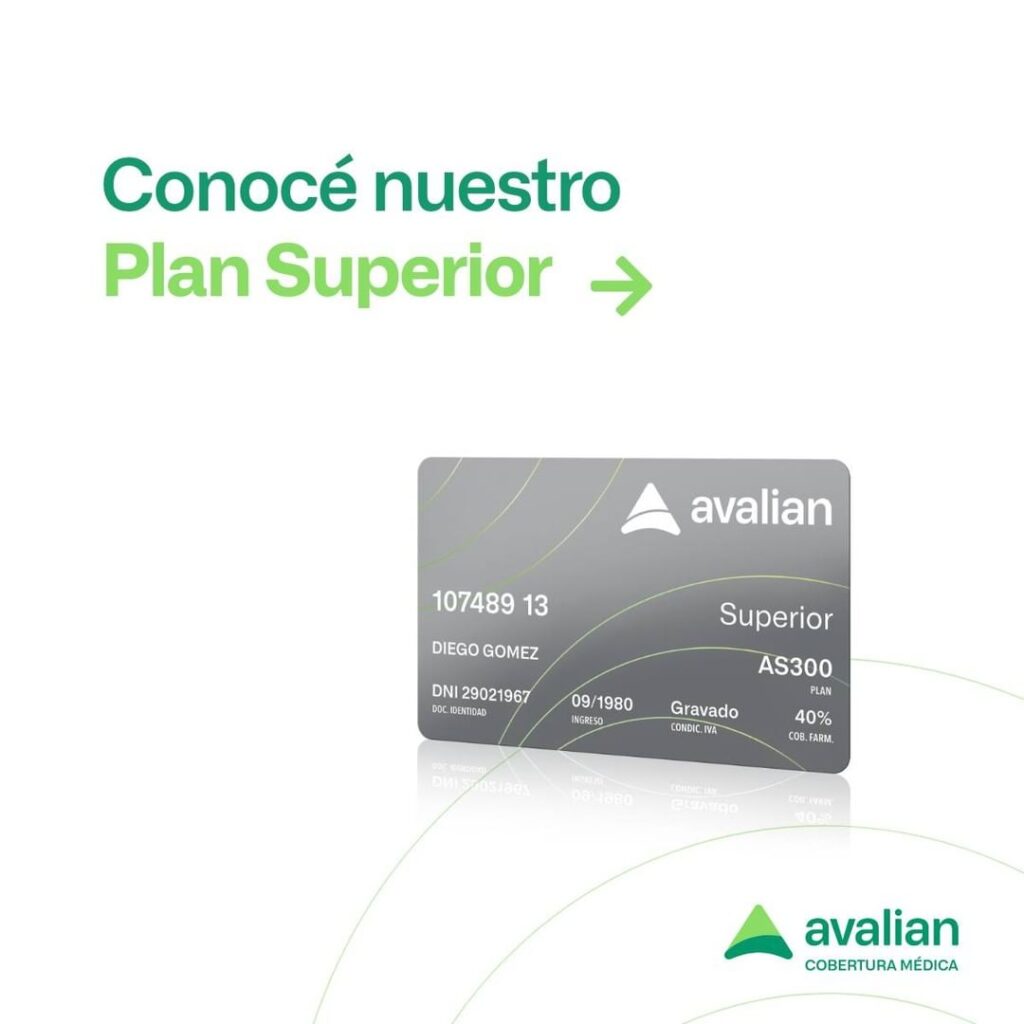 Conocé nuestro
Plan Superior →
avalian
107489 13
Superior
DIEGO GOMEZ
AS300
PLAN
DNI 29021967
DOC. IDENTIDAD
09/1980
INGRESO
Gravado
CONDIC. IVA
40%
COB. FARM.
avalian
COBERTURA MÉDICA